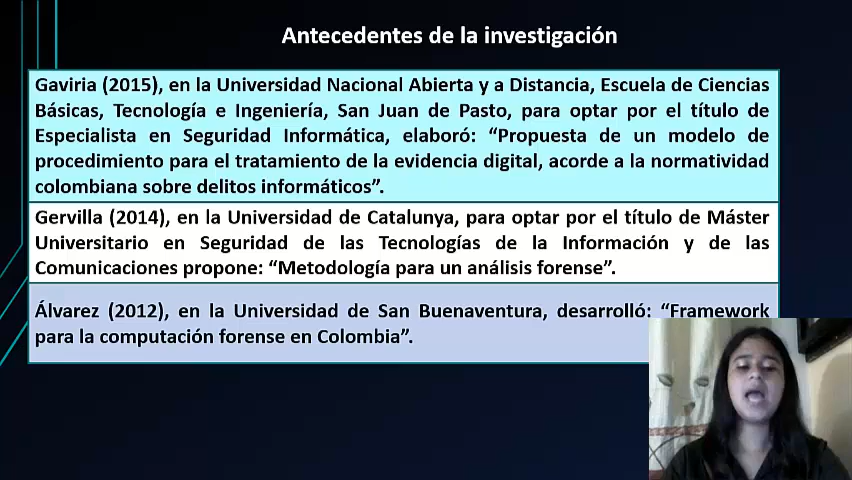 Antecedentes de la investigación
Gaviria (2015), en la Universidad Nacional Abierta y a Distancia, Escuela de Ciencias
Básicas, Tecnología e Ingeniería, San Juan de Pasto, para optar por el título de
Especialista en Seguridad Informática, elaboró: “Propuesta de un modelo de
procedimiento para el tratamiento de la evidencia digital, acorde a la normatividad
colombiana sobre delitos informáticos”.
Gervilla (2014), en la Universidad de Catalunya, para optar por el título de Máster
Universitario en Seguridad de las Tecnologías de la Información y de las
Comunicaciones propone: “Metodología para un análisis forense”.
Álvarez (2012), en la Universidad de San Buenaventura, desarrolló: “Framework
para la computación forense en Colombia”.